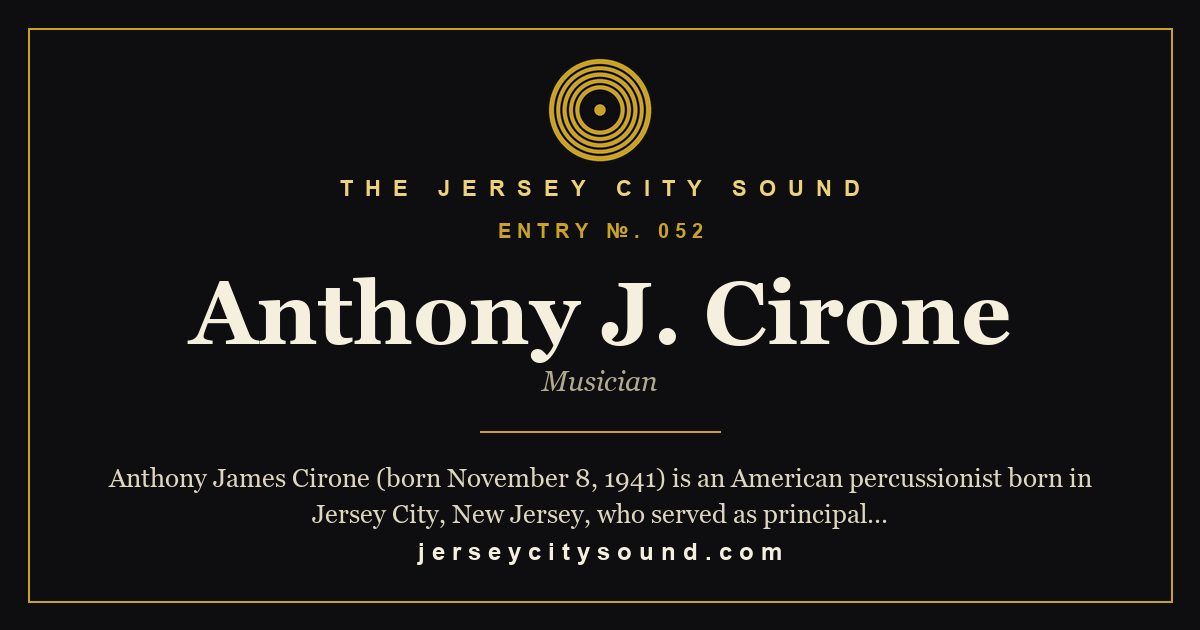 THE JERSEY CITY SOUND
ENTRY №. 052
Anthony J. Cirone
Musician
Anthony James Cirone (born November 8, 1941) is an American percussionist born in
Jersey City, New Jersey, who served as principal...
jerseycitysound.com